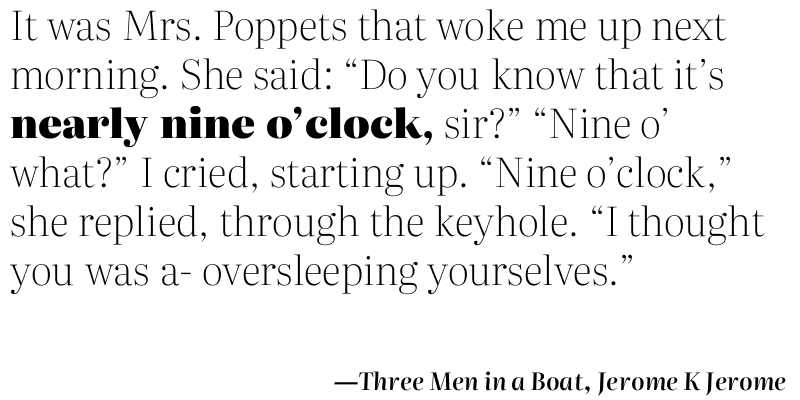 It was Mrs. Poppets that woke me up next
morning. She said: “Do you know that it’s
nearly nine o’clock, sir?” “Nine o’
what?” I cried, starting up. “Nine o’clock,”
she replied, through the keyhole. “I thought
you was a- oversleeping yourselves.”
—Three Men in a Boat, Jerome K Jerome